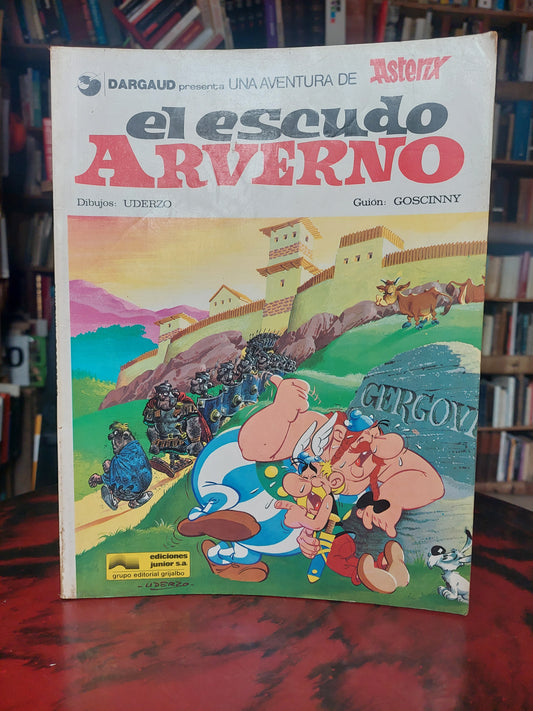 DARGAUD presenta UNA AVENTURA DE Asterix
el escudo
ARVERNO
Dibujos: UDERZO
Guión: GOSCINNY
GERGOVI
ediciones
junior s.a.
grupo editorial grijalbo
-UDERZO-